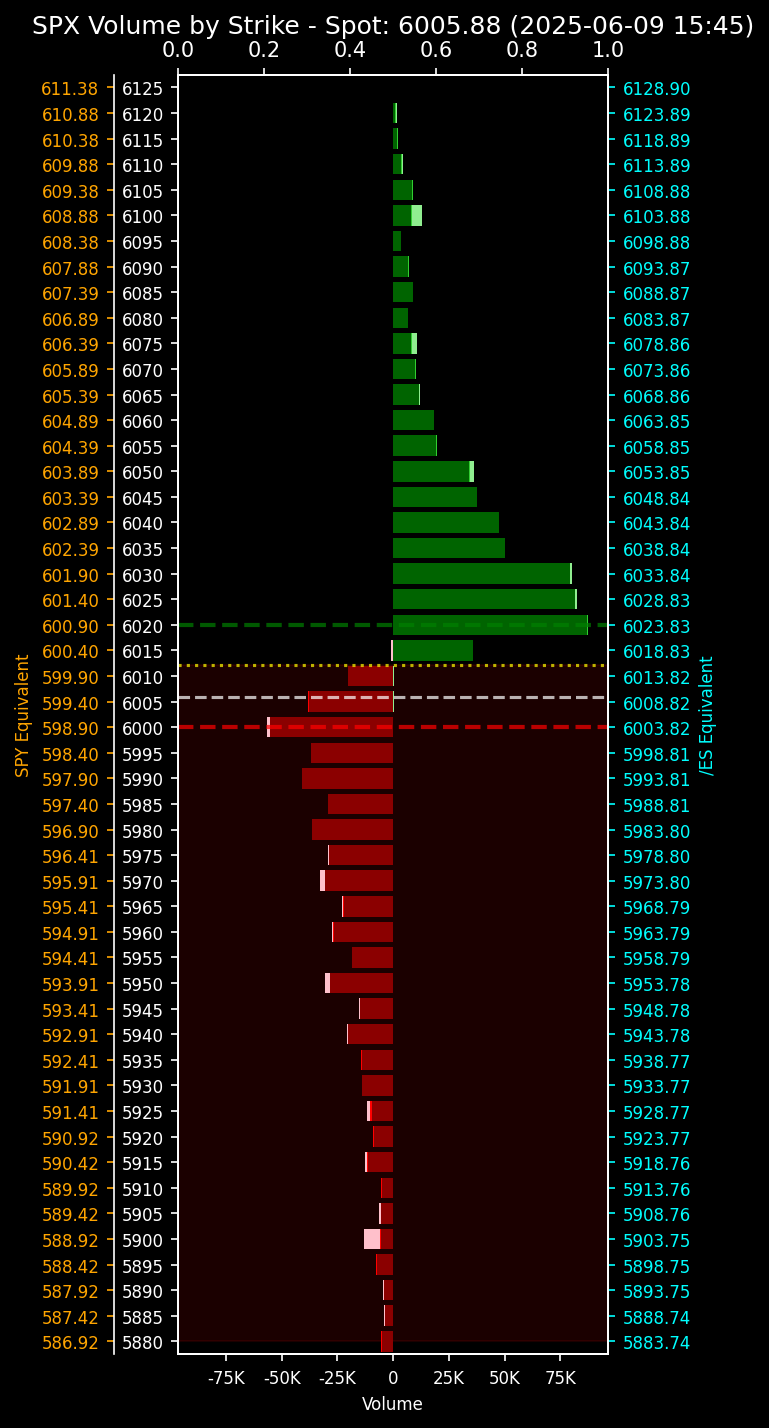 SPX Volume by Strike - Spot: 6005.88 (2025-06-09 15:45)
0.0 0.2 0.4 0.6 0.8 1.0
611.38 6125 6128.90
610.88 6120 6123.89
610.38 6115 6118.89
609.88 6110 6113.89
609.38 6105 6108.88
608.88 6100 6103.88
608.38 6095 6098.88
607.88 6090 6093.87
607.39 6085 6088.87
606.89 6080 6083.87
606.39 6075 6078.86
605.89 6070 6073.86
605.39 6065 6068.86
604.89 6060 6063.85
604.39 6055 6058.85
603.89 6050 6053.85
603.39 6045 6048.84
602.89 6040 6043.84
602.39 6035 6038.84
601.90 6030 6033.84
601.40 6025 6028.83
600.90 6020 6023.83
600.40 6015 6018.83
599.90 6010 6013.82
599.40 6005 6008.82
598.90 6000 6003.82
598.40 5995 5998.81
597.90 5990 5993.81
597.40 5985 5988.81
596.90 5980 5983.80
596.41 5975 5978.80
595.91 5970 5973.80
595.41 5965 5968.79
594.91 5960 5963.79
594.41 5955 5958.79
593.91 5950 5953.78
593.41 5945 5948.78
592.91 5940 5943.78
592.41 5935 5938.77
591.91 5930 5933.77
591.41 5925 5928.77
590.92 5920 5923.77
590.42 5915 5918.76
589.92 5910 5913.76
589.42 5905 5908.76
588.92 5900 5903.75
588.42 5895 5898.75
587.92 5890 5893.75
587.42 5885 5888.74
586.92 5880 5883.74
SPY Equivalent
/ES Equivalent
-75K -50K -25K 0 25K 50K 75K
Volume